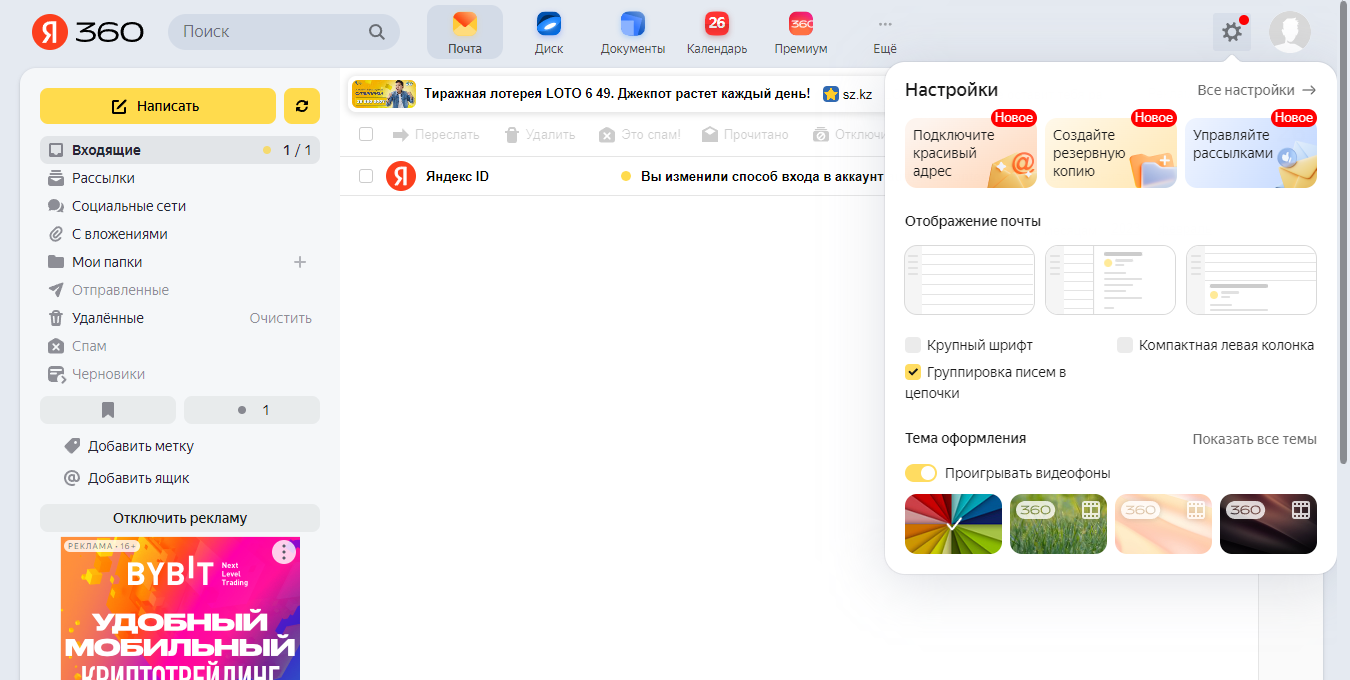 Я 360
Поиск
Почта
Диск
Документы
26
Календарь
360
Премиум
Ещё
Написать
Входящие 1 / 1
Рассылки
Социальные сети
С вложениями
Мои папки
Отправленные
Удалённые Очистить
Спам
Черновики
1
Добавить метку
Добавить ящик
Отключить рекламу
РЕКЛАМА • 16+
BYBIT Next Level Trading
УДОБНЫЙ
МОБИЛЬНЫЙ
КРИПТОТРЕЙДИНГ
Тиражная лотерея LOTO 6 49. Джекпот растет каждый день! sz.kz
Переслать Удалить Это спам! Прочитано
Я Яндекс ID Вы изменили способ входа в аккаунт
Настройки Все настройки
Новое
Подключите
красивый
адрес
Новое
Создайте
резервную
копию
Новое
Управляйте
рассылками
Отображение почты
Крупный шрифт Компактная левая колонка
Группировка писем в
цепочки
Тема оформления Показать все темы
Проигрывать видеофоны
360 360 360